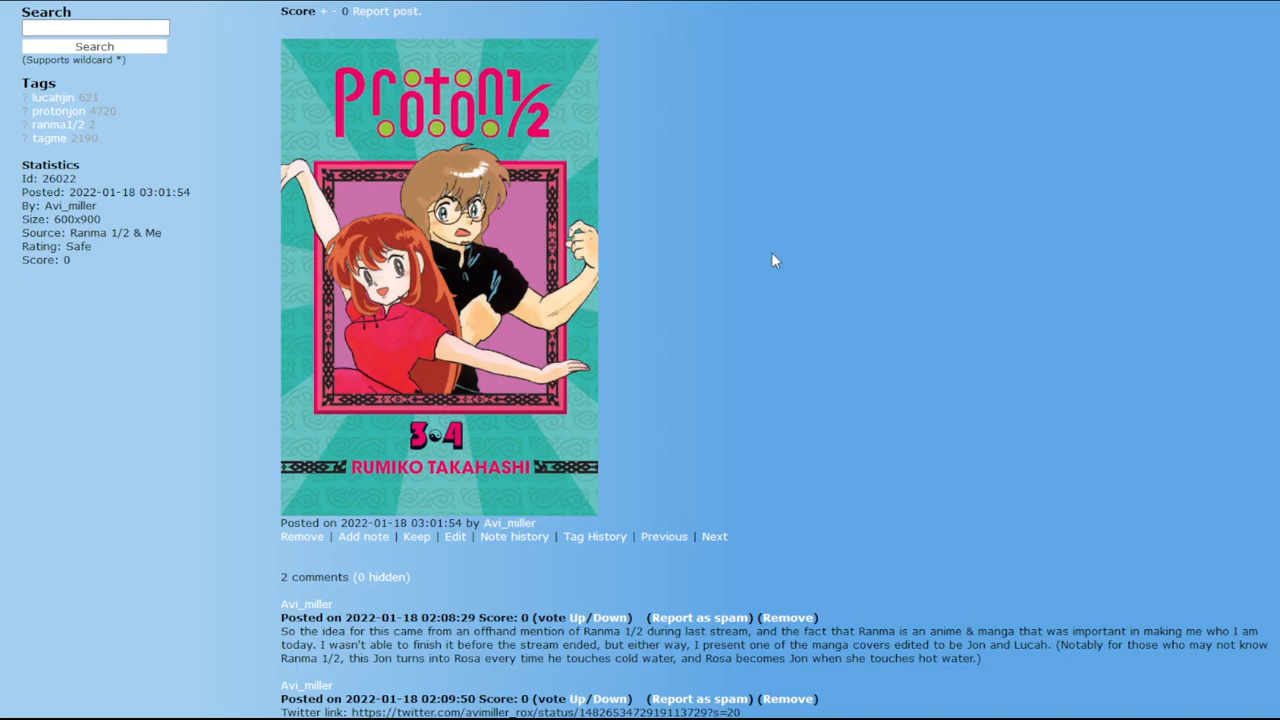 Search
Search
(Supports wildcard *)
Tags
? lucahjin 621
? protonjon 4720
? ranma1/2 2
? tagme 2190
Statistics
Id: 26022
Posted: 2022-01-18 03:01:54
By: Avi_miller
Size: 600x900
Source: Ranma 1/2 & Me
Rating: Safe
Score: 0
Score + - 0 Report post.
Proton 1/2
3•4
RUMIKO TAKAHASHI
Posted on 2022-01-18 03:01:54 by Avi_miller
Remove | Add note | Keep | Edit | Note history | Tag History | Previous | Next
2 comments (0 hidden)
Avi_miller
Posted on 2022-01-18 02:08:29 Score: 0 (vote Up/Down) (Report as spam) (Remove)
So the idea for this came from an offhand mention of Ranma 1/2 during last stream, and the fact that Ranma is an anime & manga that was important in making me who I am
today. I wasn't able to finish it before the stream ended, but either way, I present one of the manga covers edited to be Jon and Lucah. (Notably for those who may not know
Ranma 1/2, this Jon turns into Rosa every time he touches cold water, and Rosa becomes Jon when she touches hot water.)
Avi_miller
Posted on 2022-01-18 02:09:50 Score: 0 (vote Up/Down) (Report as spam) (Remove)
Twitter link: https://twitter.com/avimiller_rox/status/1482653472919113729?s=20